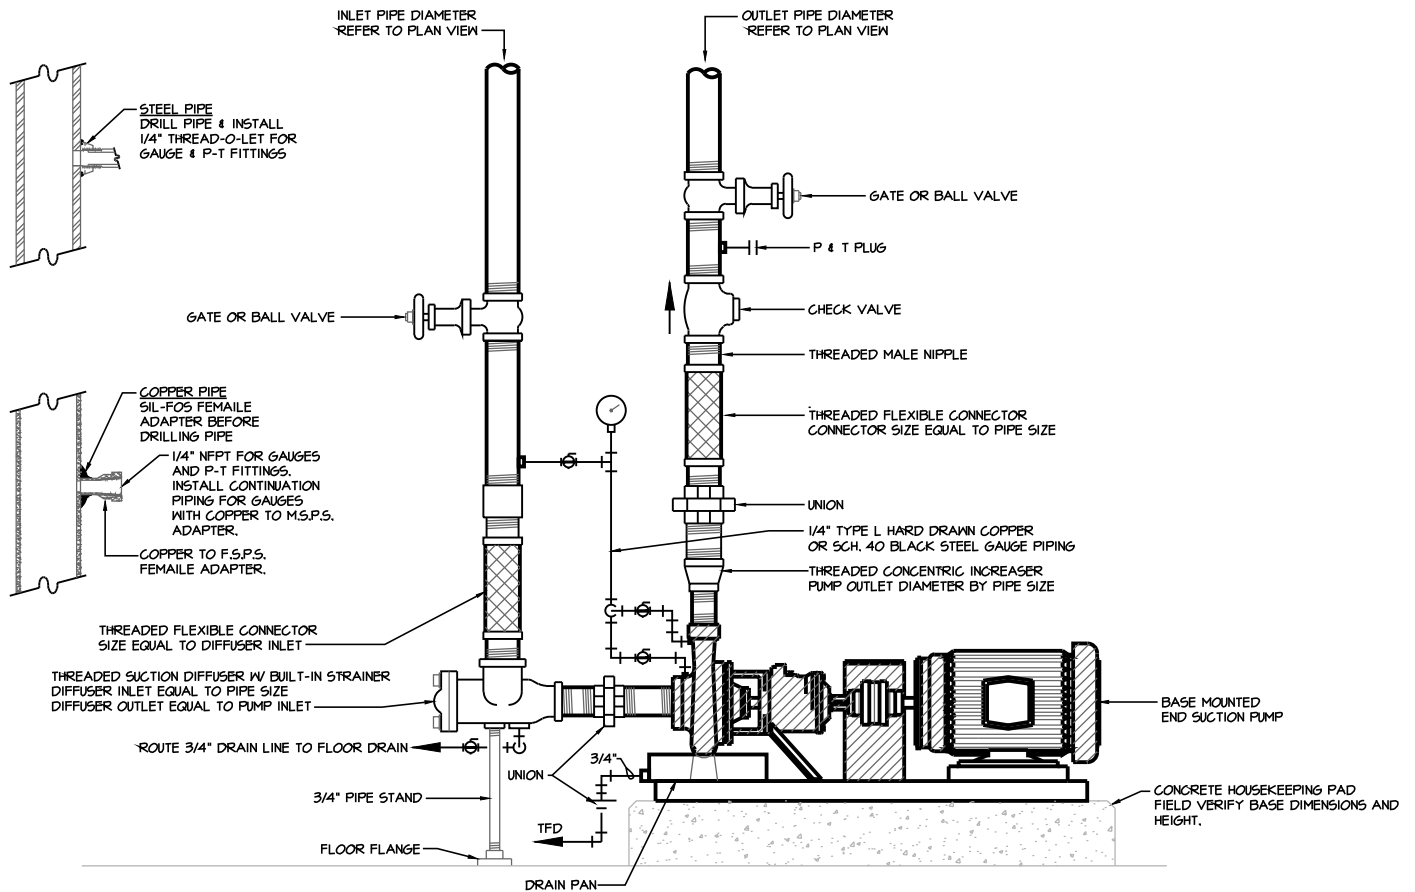 INLET PIPE DIAMETER
REFER TO PLAN VIEW
OUTLET PIPE DIAMETER
REFER TO PLAN VIEW
STEEL PIPE
DRILL PIPE & INSTALL
1/4" THREAD-O-LET FOR
GAUGE & P-T FITTINGS
GATE OR BALL VALVE
P & T PLUG
GATE OR BALL VALVE
CHECK VALVE
THREADED MALE NIPPLE
COPPER PIPE
SIL-FOS FEMAILE
ADAPTER BEFORE
DRILLING PIPE
THREADED FLEXIBLE CONNECTOR
CONNECTOR SIZE EQUAL TO PIPE SIZE
1/4" NFPT FOR GAUGES
AND P-T FITTINGS.
INSTALL CONTINUATION
PIPING FOR GAUGES
WITH COPPER TO M.S.P.S.
ADAPTER.
UNION
1/4" TYPE L HARD DRAWN COPPER
OR SCH. 40 BLACK STEEL GAUGE PIPING
COPPER TO F.S.P.S.
FEMAILE ADAPTER.
THREADED CONCENTRIC INCREASER
PUMP OUTLET DIAMETER BY PIPE SIZE
THREADED FLEXIBLE CONNECTOR
SIZE EQUAL TO DIFFUSER INLET
THREADED SUCTION DIFFUSER W/ BUILT-IN STRAINER
DIFFUSER INLET EQUAL TO PIPE SIZE
DIFFUSER OUTLET EQUAL TO PUMP INLET
BASE MOUNTED
END SUCTION PUMP
ROUTE 3/4" DRAIN LINE TO FLOOR DRAIN
3/4"
UNION
3/4" PIPE STAND
CONCRETE HOUSEKEEPING PAD
FIELD VERIFY BASE DIMENSIONS AND
HEIGHT.
TFD
FLOOR FLANGE
DRAIN PAN